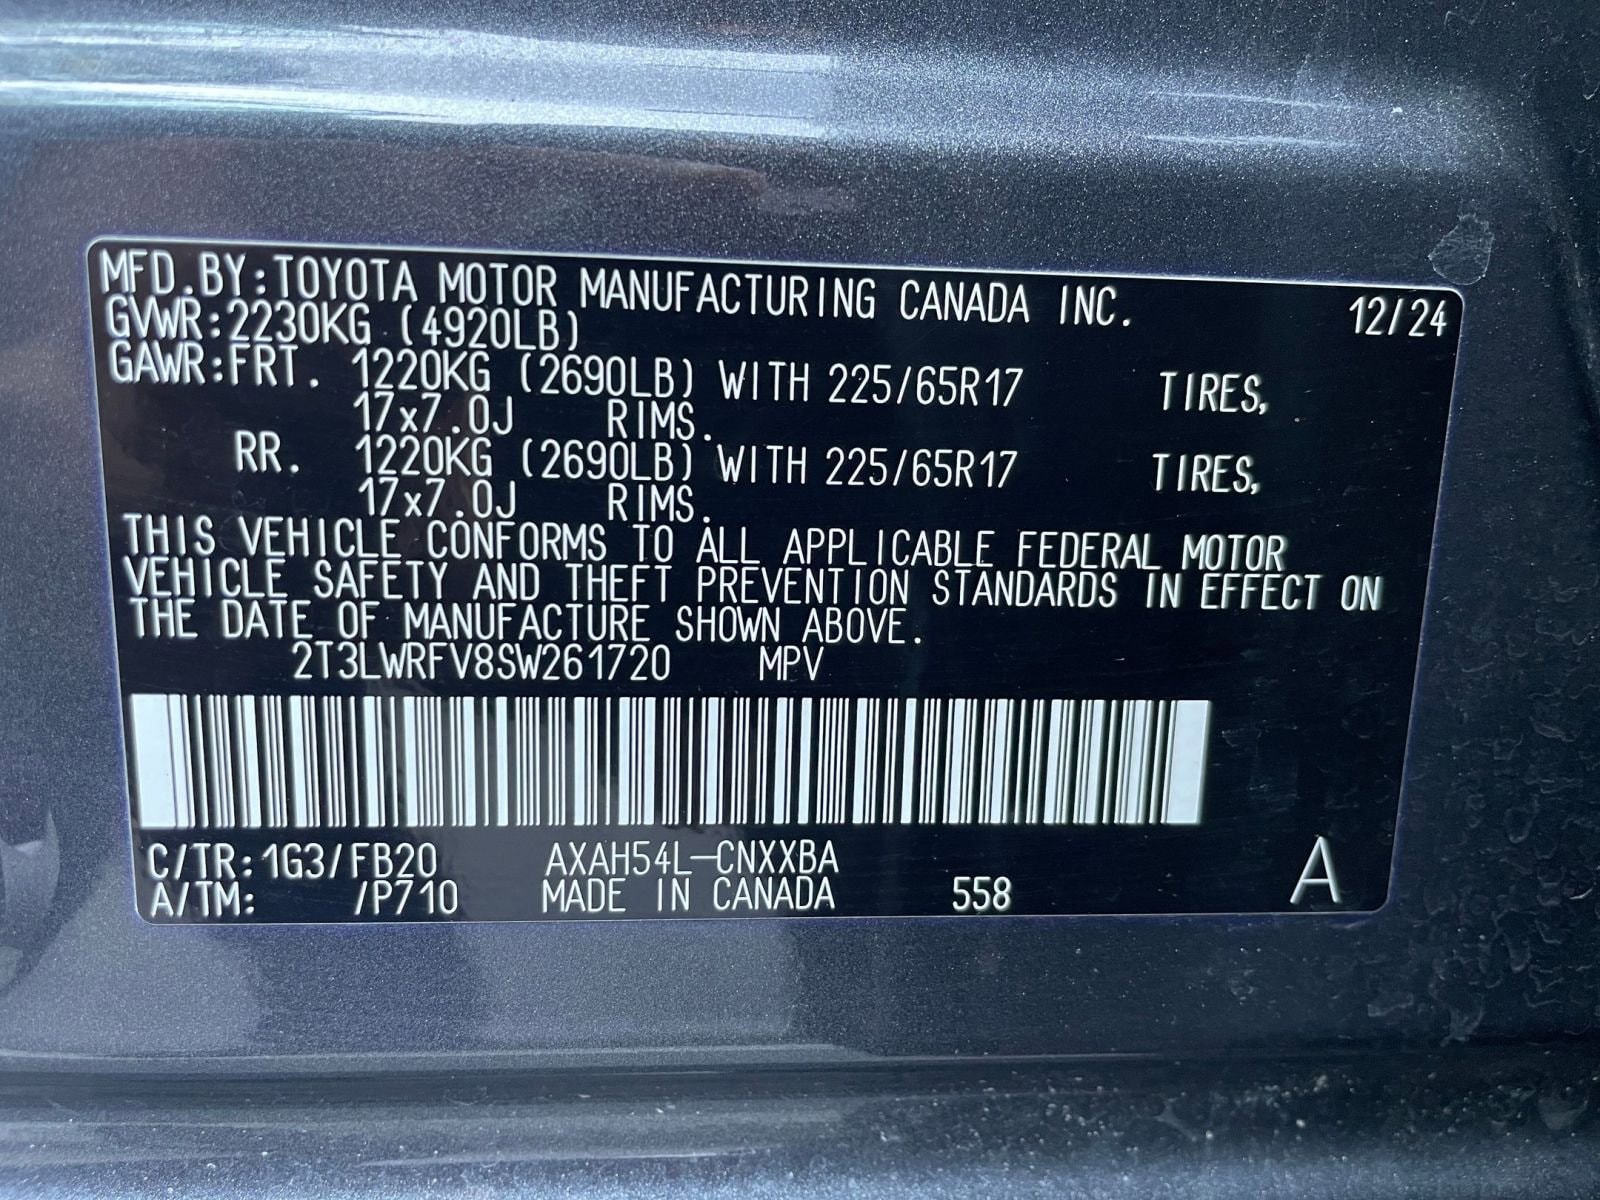 MFD.BY:TOYOTA MOTOR MANUFACTURING CANADA INC. 12/24
GVWR:2230KG (4920LB)
GAWR:FRT. 1220KG (2690LB) WITH 225/65R17 TIRES,
17x7.0J RIMS.
RR. 1220KG (2690LB) WITH 225/65R17 TIRES,
17x7.0J RIMS.
THIS VEHICLE CONFORMS TO ALL APPLICABLE FEDERAL MOTOR
VEHICLE SAFETY AND THEFT PREVENTION STANDARDS IN EFFECT ON
THE DATE OF MANUFACTURE SHOWN ABOVE.
2T3LWRFV8SW261720 MPV
C/TR:1G3/FB20 AXAH54L-CNXXBA A
A/TM: /P710 MADE IN CANADA 558